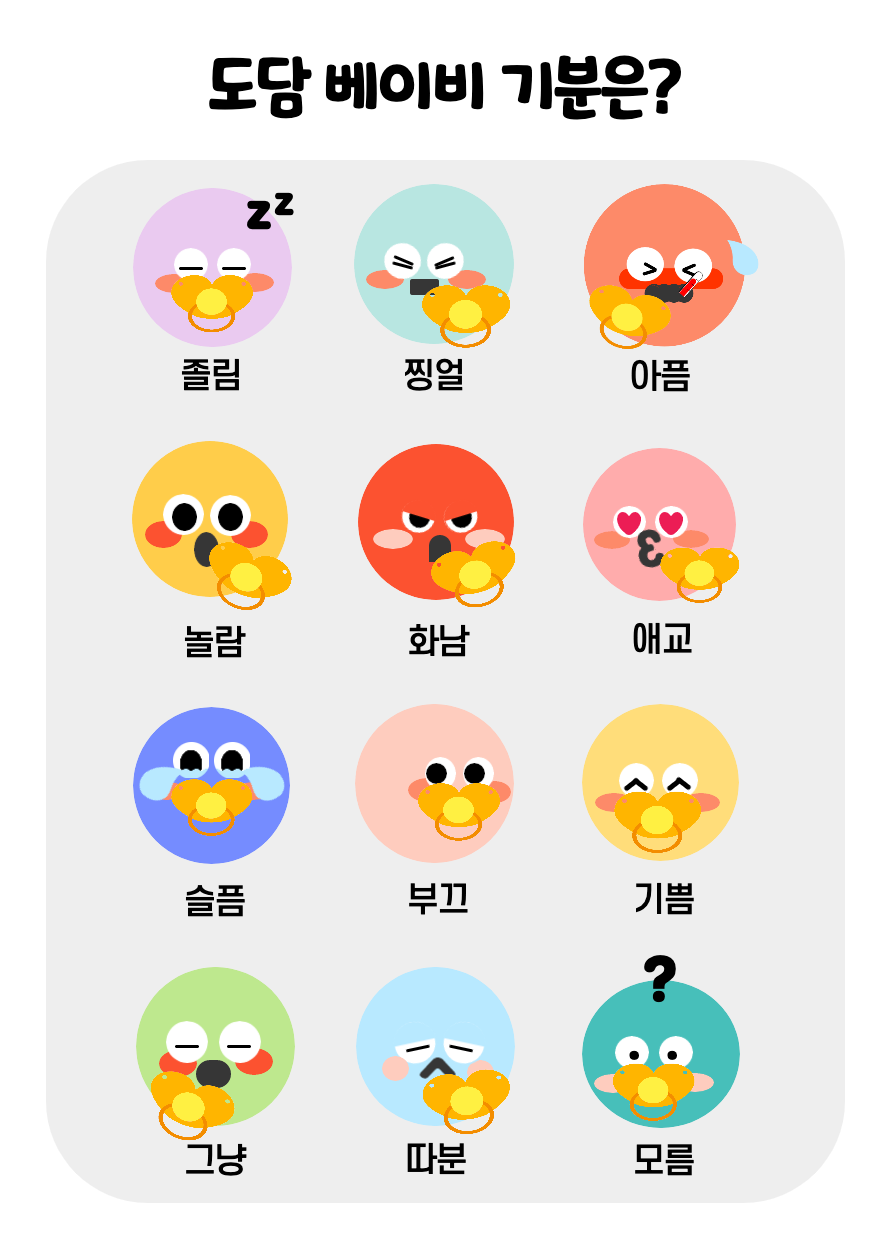 도담 베이비 기분은?
zz
졸림 찡얼 아픔
놀람 화남 애교
슬픔 부끄 기쁨
?
그냥 따분 모름